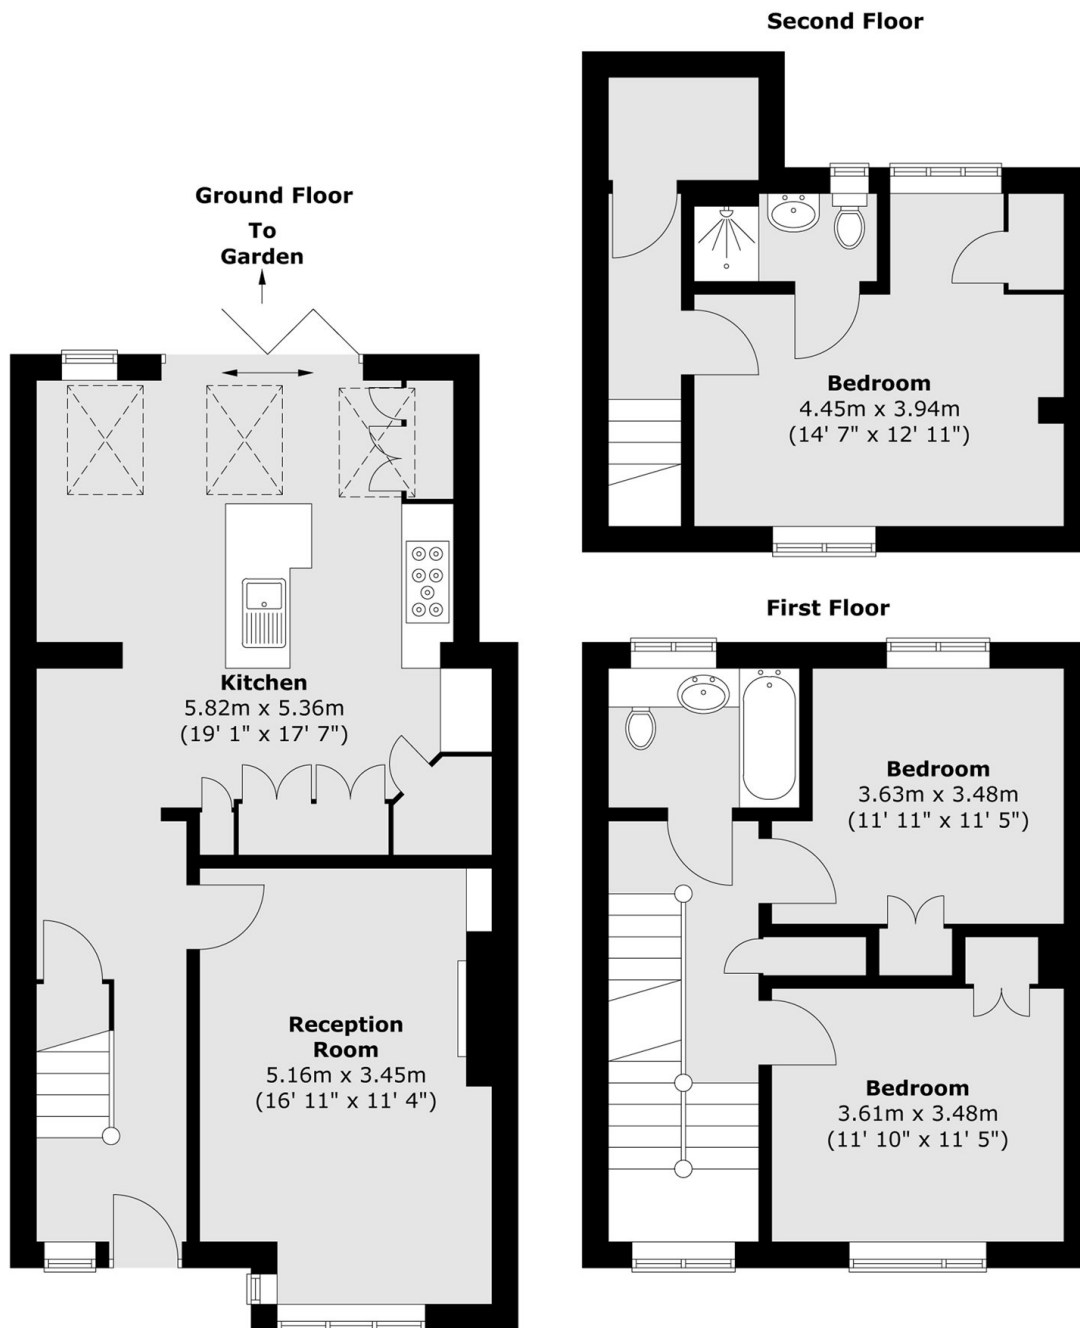 Second Floor
Ground Floor
To
Garden
Bedroom
4.45m x 3.94m
(14' 7" x 12' 11")
First Floor
Kitchen
5.82m x 5.36m
(19' 1" x 17' 7")
Bedroom
3.63m x 3.48m
(11' 11" x 11' 5")
Reception
Room
5.16m x 3.45m
(16' 11" x 11' 4")
Bedroom
3.61m x 3.48m
(11' 10" x 11' 5")